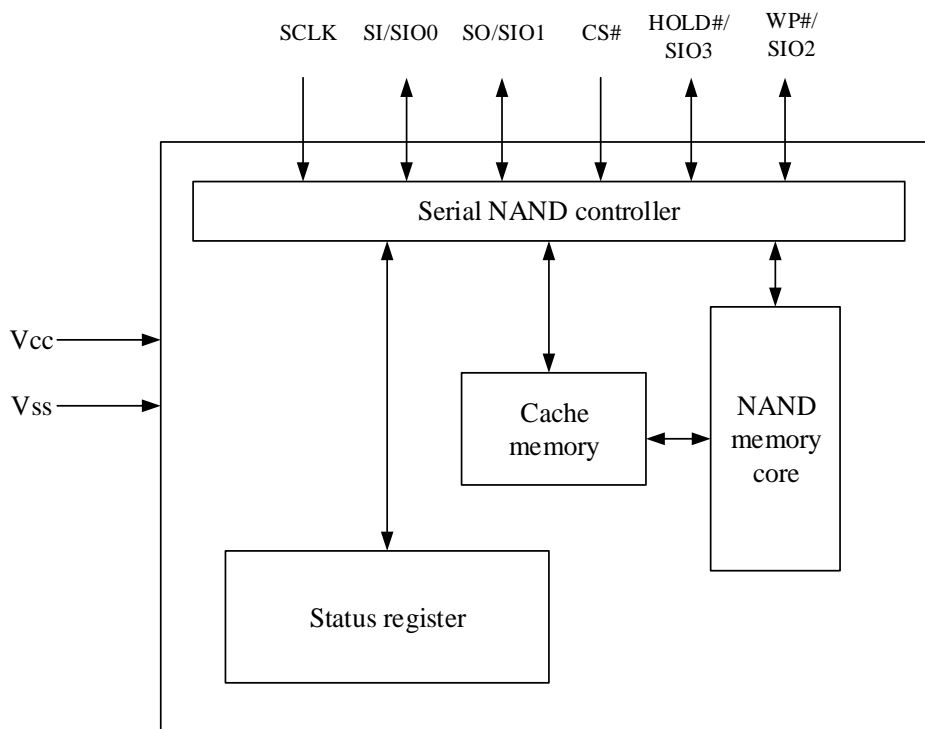 SCLK
SI/SIO0
SO/SIO1
CS#
HOLD#/
SIO3
WP#/
SIO2
Serial NAND controller
Vcc
Vss
Cache
memory
NAND
memory
core
Status register